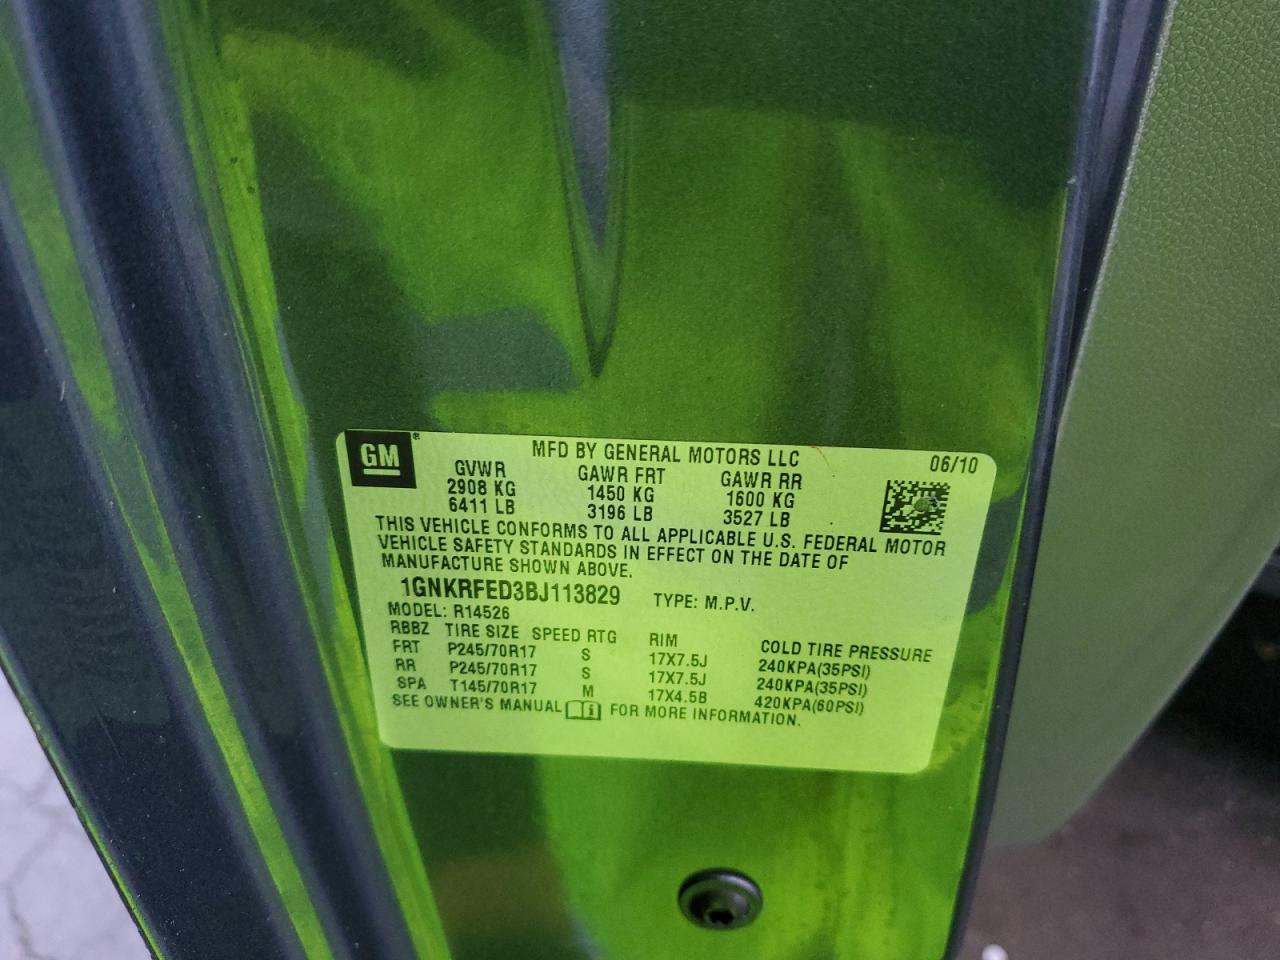 GM®
MFD BY GENERAL MOTORS LLC 06/10
GVWR GAWR FRT GAWR RR
2908 KG 1450 KG 1600 KG
6411 LB 3196 LB 3527 LB
THIS VEHICLE CONFORMS TO ALL APPLICABLE U.S. FEDERAL MOTOR
VEHICLE SAFETY STANDARDS IN EFFECT ON THE DATE OF
MANUFACTURE SHOWN ABOVE.
1GNKRFED3BJ113829 TYPE: M.P.V.
MODEL: R14526
RBBZ TIRE SIZE SPEED RTG RIM COLD TIRE PRESSURE
FRT P245/70R17 S 17X7.5J 240KPA(35PSI)
RR P245/70R17 S 17X7.5J 240KPA(35PSI)
SPA T145/70R17 M 17X4.5B 420KPA(60PSI)
SEE OWNER'S MANUAL FOR MORE INFORMATION.